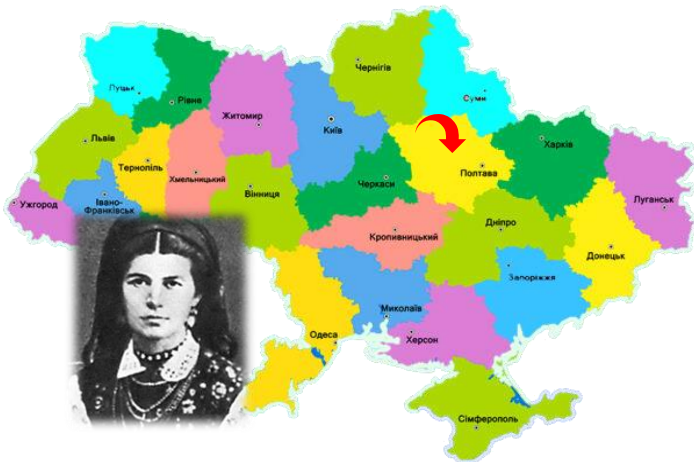 Чернігів
Луцьк
Рівне
Суми
Житомир
Київ
Львів
Харків
Тернопіль
Хмельницький
Полтава
Вінниця
Черкаси
Ужгород
Івано-
Франківськ
Луганськ
Дніпро
Кропивницький
Донецьк
Запоріжжя
Миколаїв
Одеса
Херсон
Сімферополь